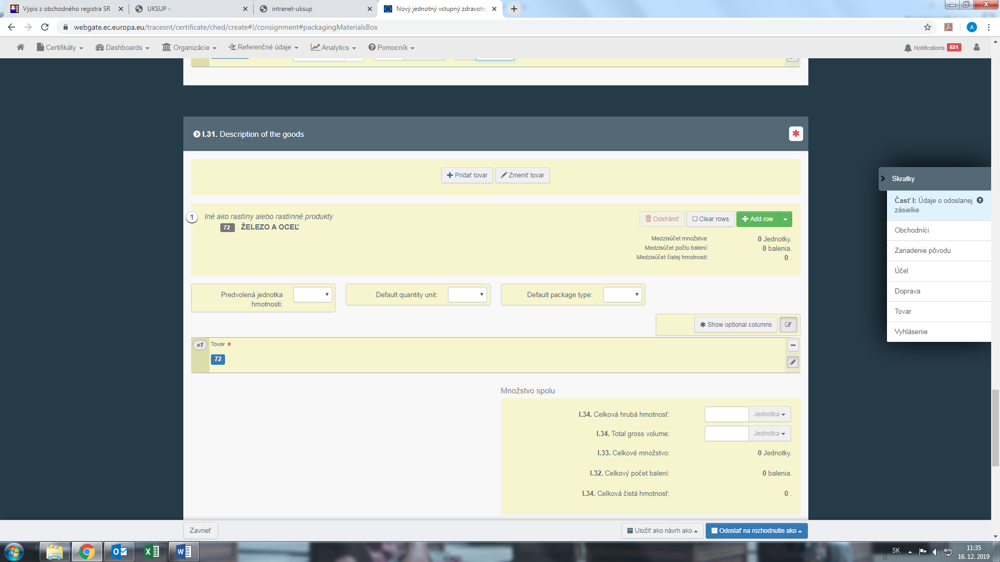 Výpis z obchodného registra SR
UKSUP -
intranet-uksup
Nový jednotný vstupný zdravotn
webgate.ec.europa.eu/tracesnt/certificate/ched/create#!/consignment#packagingMaterialsBox
A
Certifikáty
Dashboards
Organizácie
Referenčné údaje
Analytics
Pomocník
Notifications 621
I.31. Description of the goods
Pridať tovar
Zmeniť tovar
1
Iné ako rastliny alebo rastlinné produkty
72 ŽELEZO A OCEĽ
Odstrániť
Clear rows
Add row
Medzisúčet množstva: 0 Jednotky.
Medzisúčet počtu balení: 0 balenia.
Medzisúčet čistej hmotnosti: 0 .
Predvolená jednotka
hmotnosti:
Default quantity unit:
Default package type:
Show optional columns
#1 Tovar *
72
Množstvo spolu
I.34. Celková hrubá hmotnosť: Jednotka
I.34. Total gross volume: Jednotka
I.33. Celkové množstvo: 0 Jednotky.
I.32. Celkový počet balení: 0 balenia.
I.34. Celková čistá hmotnosť: 0 .
Skratky
Časť I: Údaje o odoslanej
zásielke
Obchodníci
Zariadenie pôvodu
Účel
Doprava
Tovar
Vyhlásenie
Zavrieť
Uložiť ako návrh ako
Odoslať na rozhodnutie ako
SK
11:35
16. 12. 2019